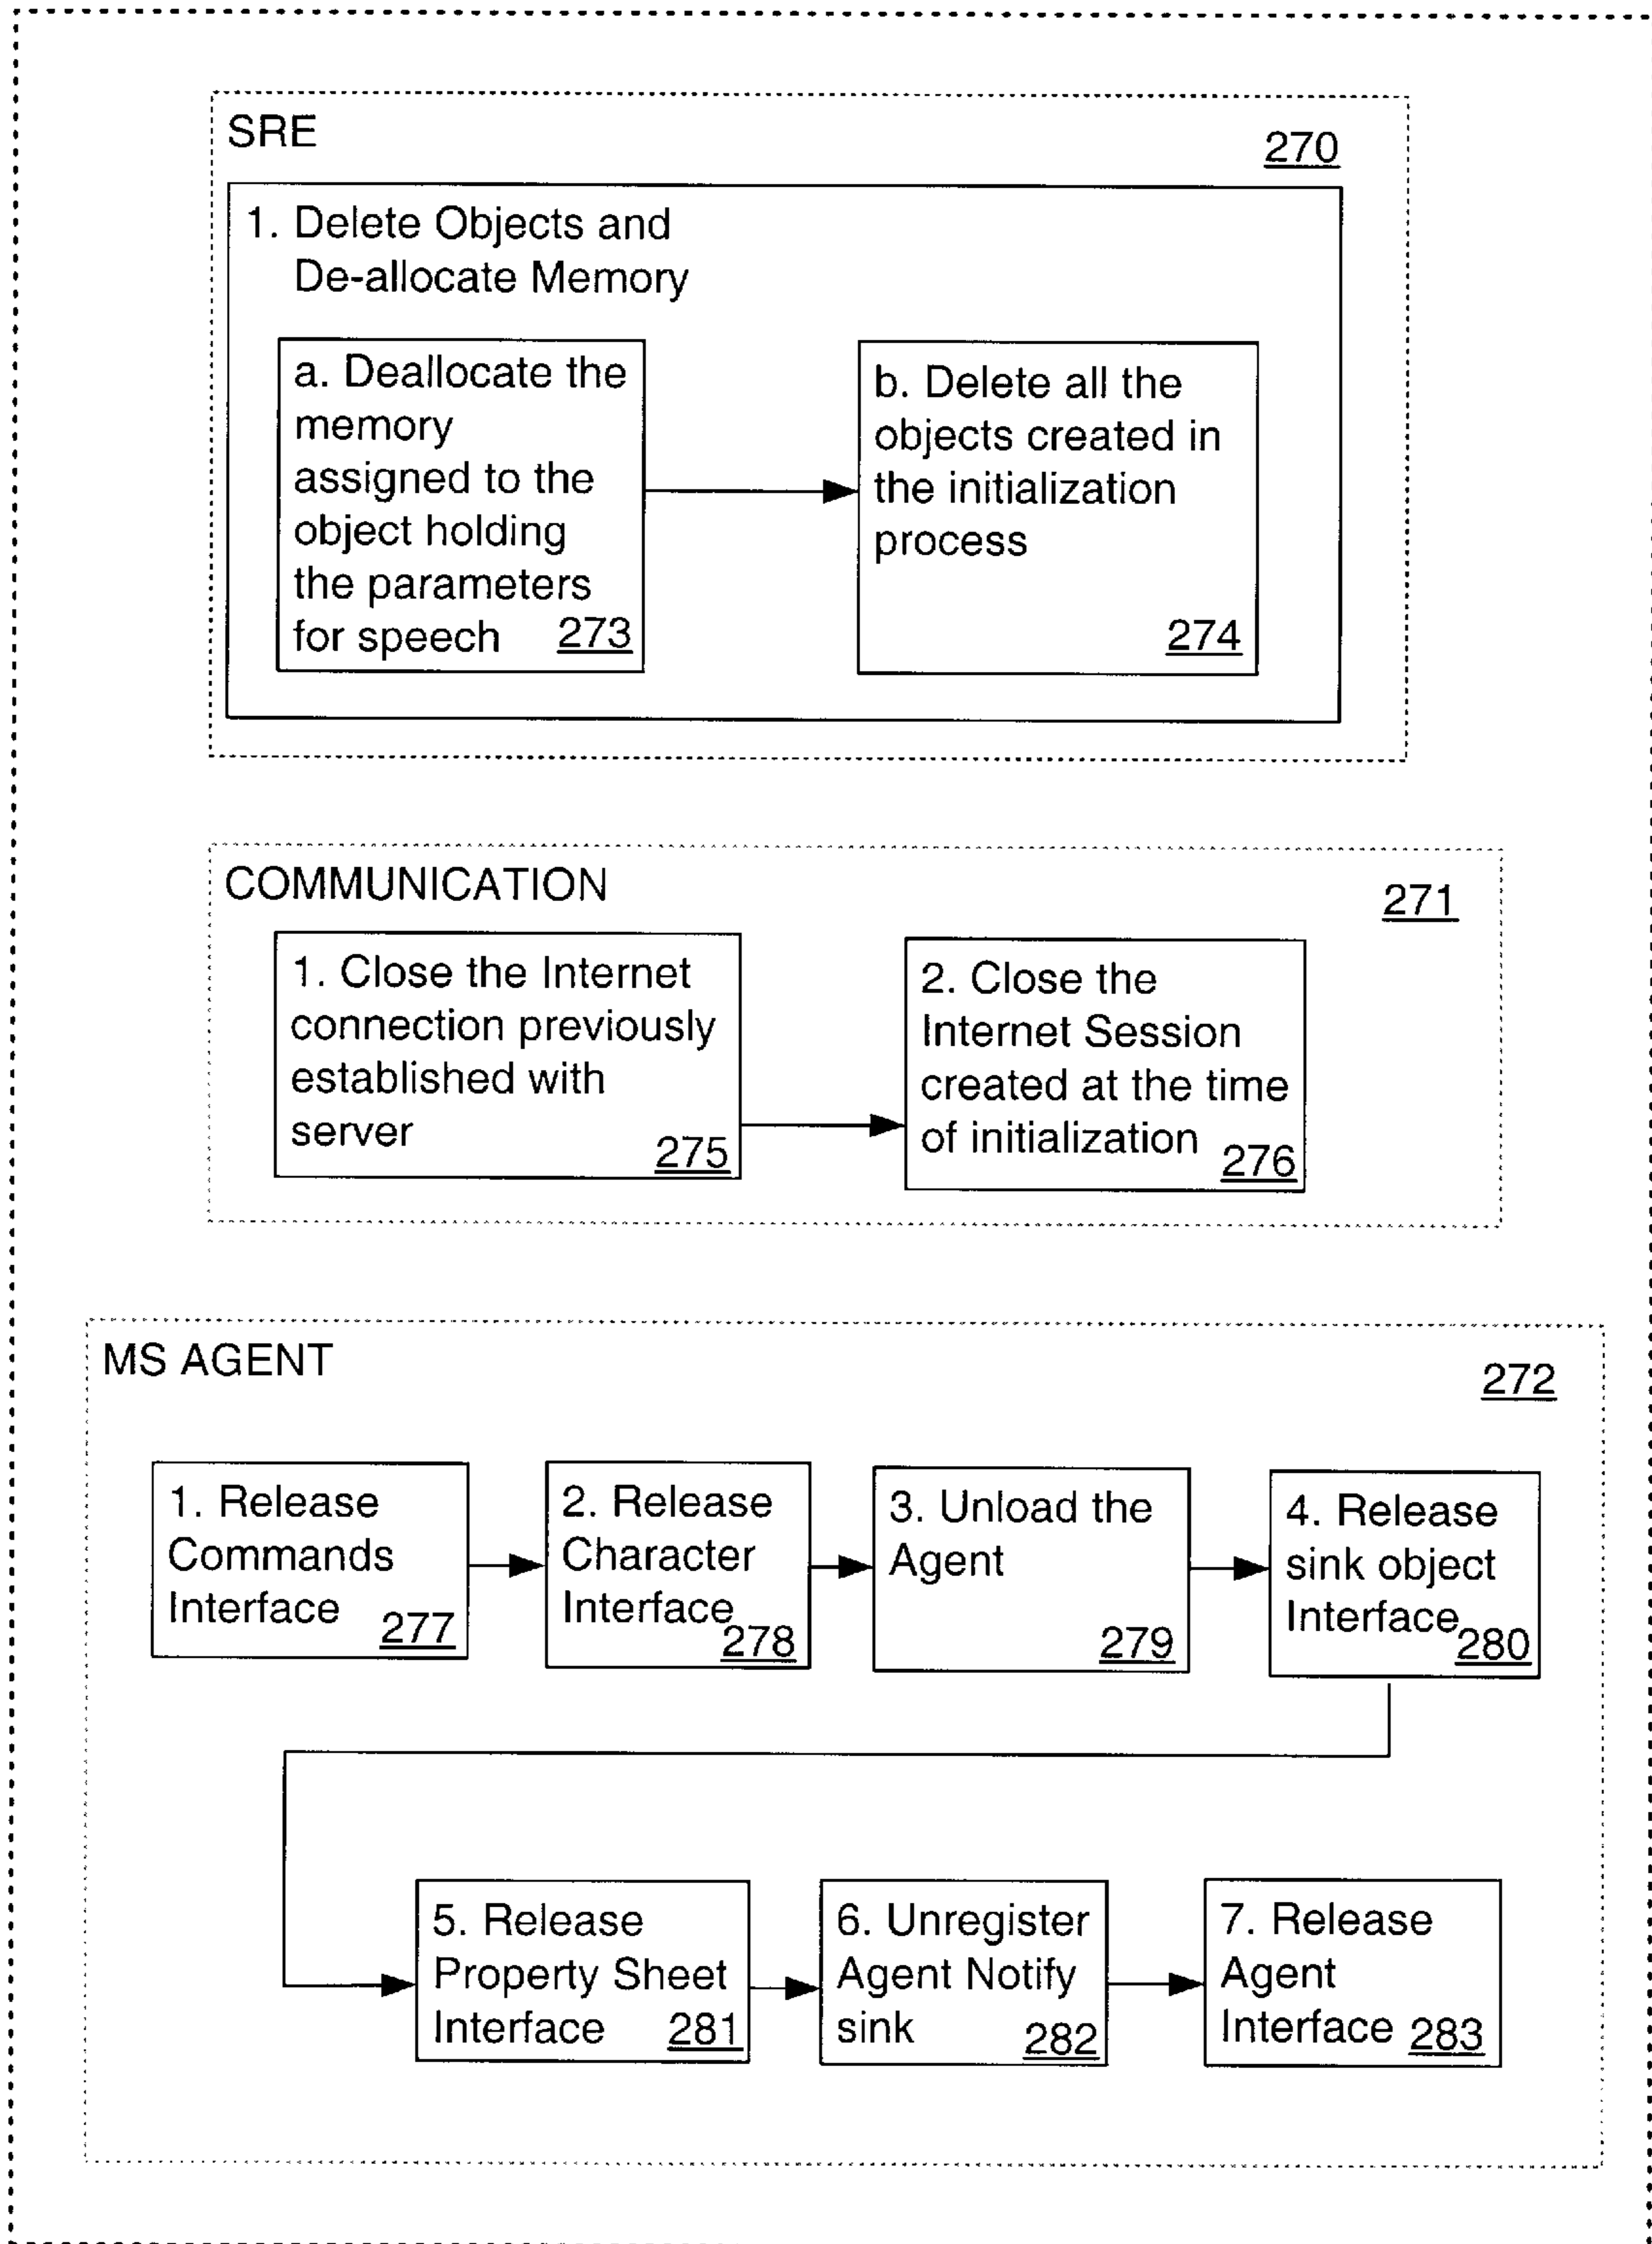 SRE
270
1. Delete Objects and
De-allocate Memory
a. Deallocate the
memory
assigned to the
object holding
the parameters
for speech 273
b. Delete all the
objects created in
the initialization
process
274
COMMUNICATION
271
1. Close the Internet
connection previously
established with
server
275
2. Close the
Internet Session
created at the time
of initialization
276
MS AGENT
272
1. Release
Commands
Interface
277
2. Release
Character
Interface
278
3. Unload the
Agent
279
4. Release
sink object
Interface
280
5. Release
Property Sheet
Interface 281
6. Unregister
Agent Notify
sink
282
7. Release
Agent
Interface 283